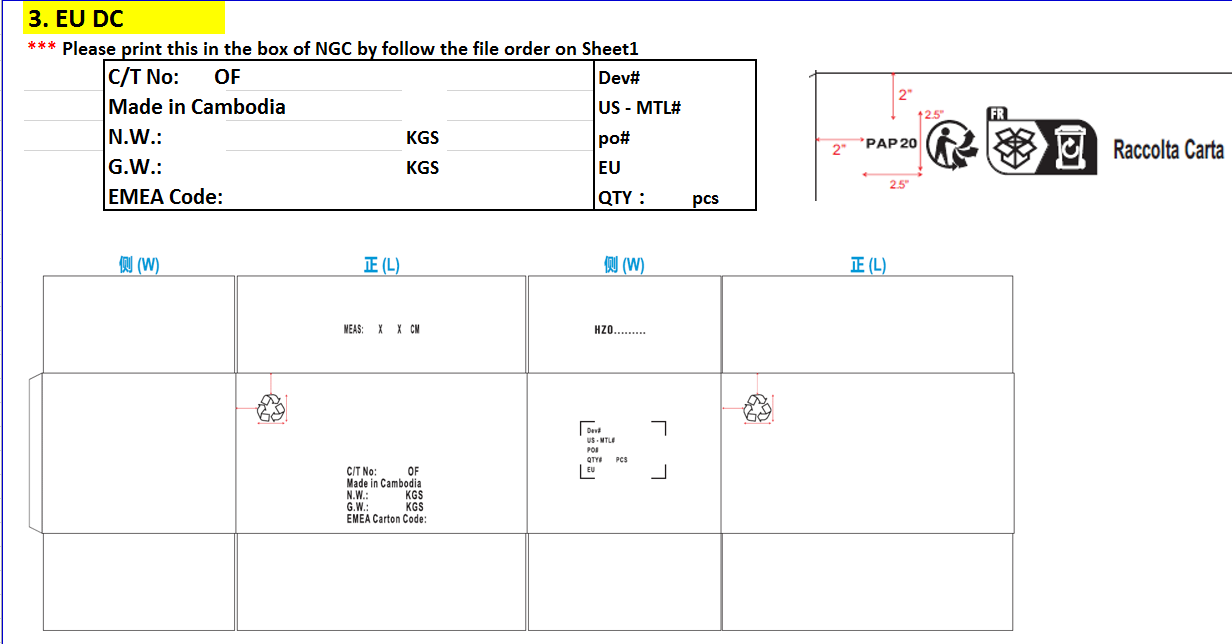 3. EU DC
*** Please print this in the box of NGC by follow the file order on Sheet1
C/T No: OF
Made in Cambodia
N.W.: KGS
G.W.: KGS
EMEA Code:
Dev#
US - MTL#
po#
EU
QTY : pcs
2"
2.5"
2"
PAP 20
2.5"
FR
Raccolta Carta
侧 (W)
正 (L)
侧 (W)
正 (L)
MEAS: X X CM
HZO.........
C/T No: OF
Made in Cambodia
N.W.: KGS
G.W.: KGS
EMEA Carton Code:
Dev#
US - MTL#
PO#
QTY# PCS
EU